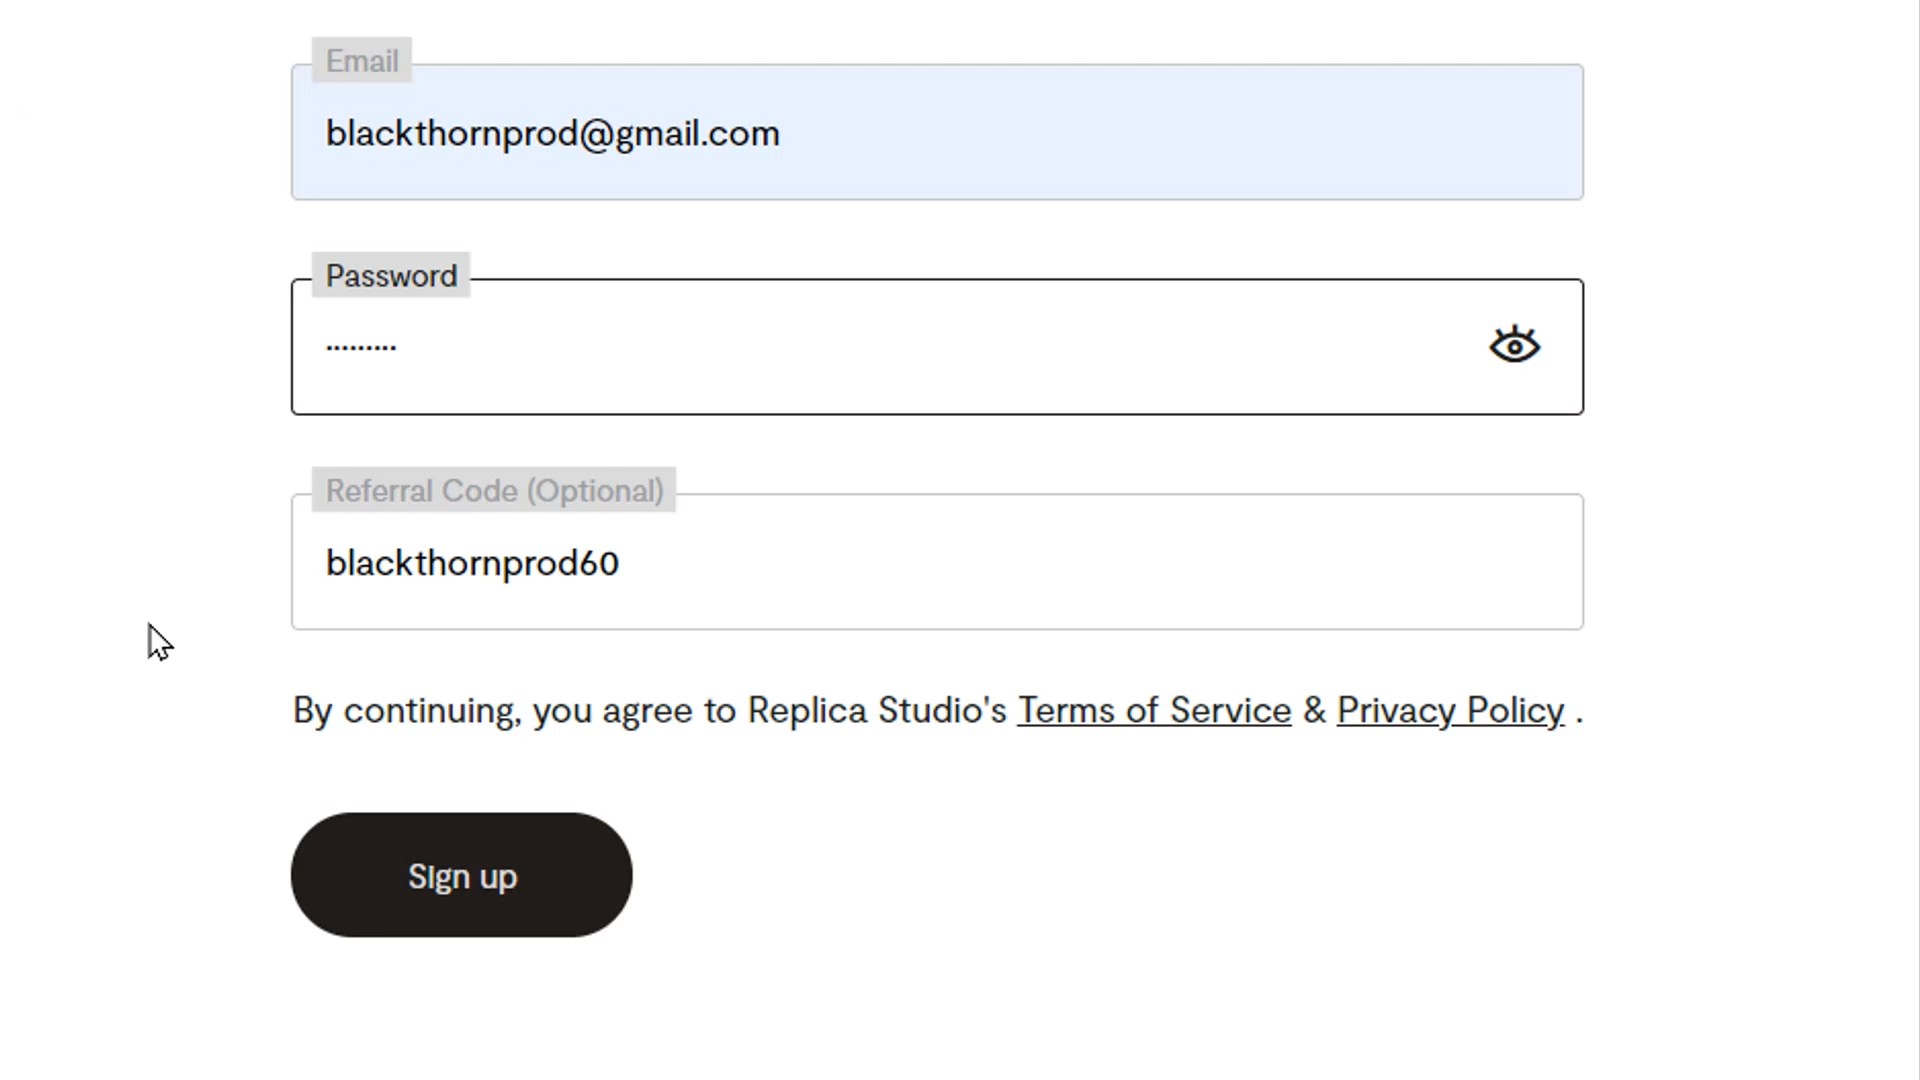 Email
blackthornprod@gmail.com
Password
•••••••••
Referral Code (Optional)
blackthornprod60
By continuing, you agree to Replica Studio's Terms of Service & Privacy Policy .
Sign up